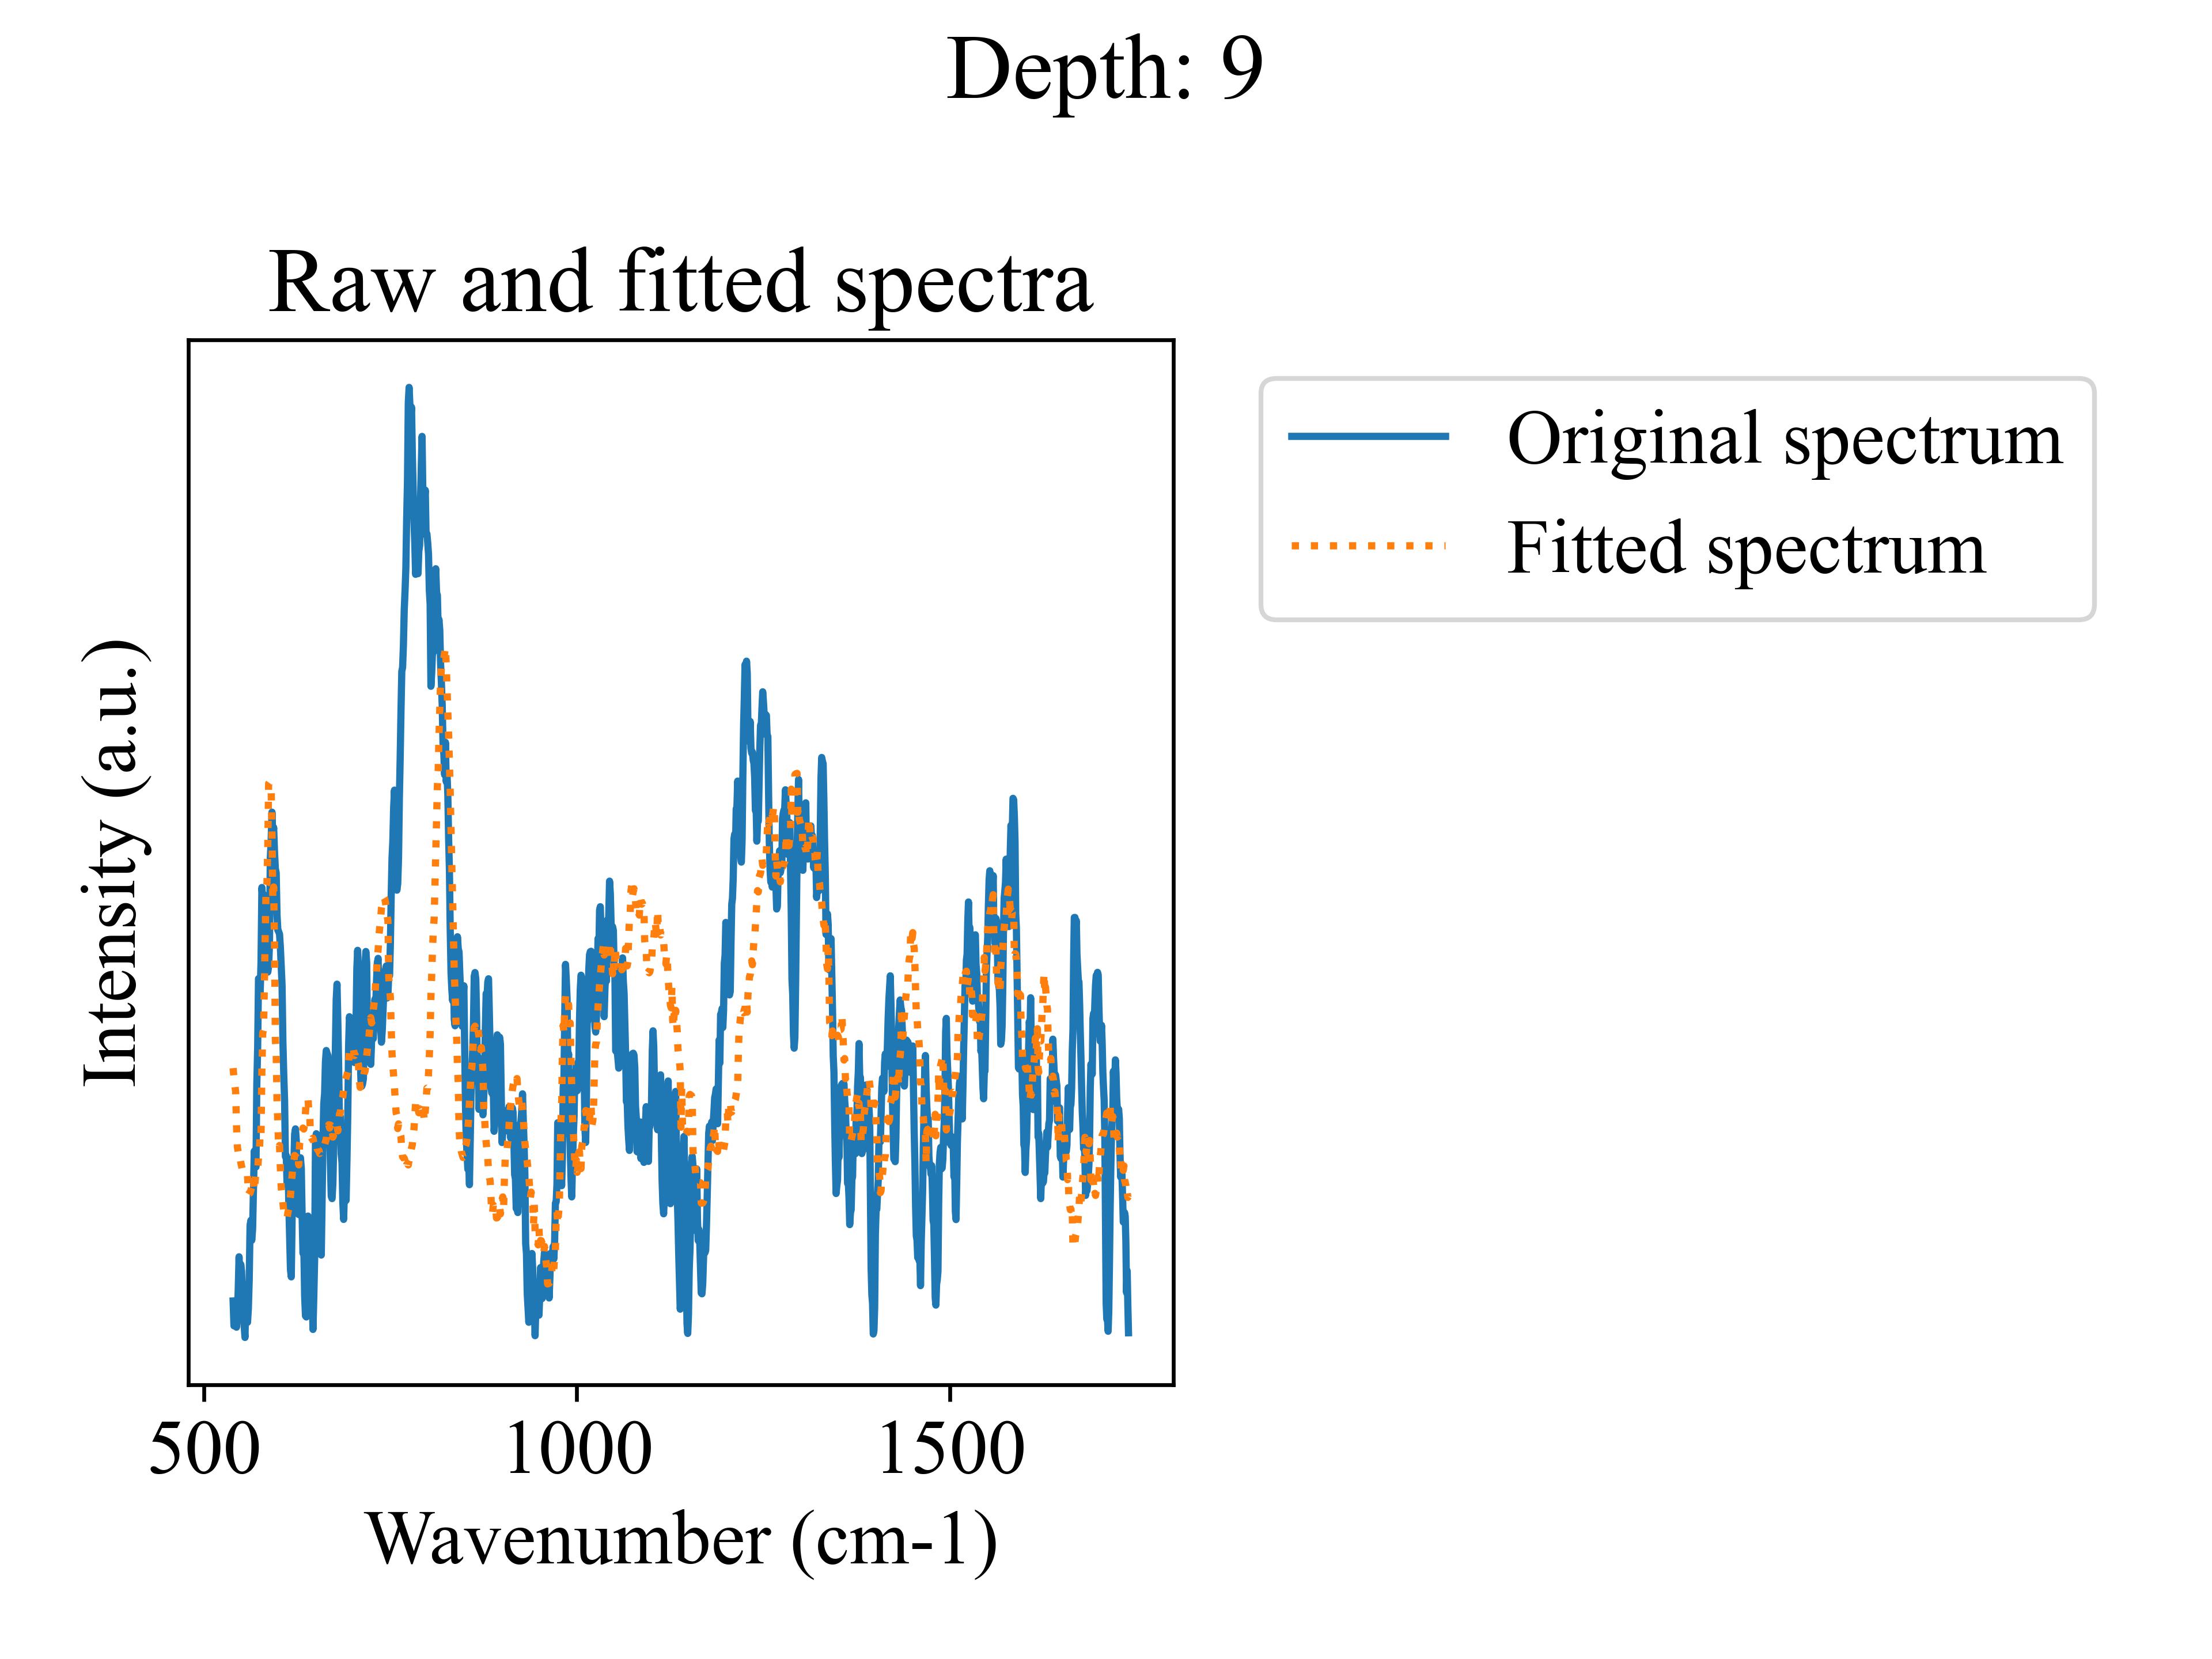 Depth: 9
Raw and fitted spectra
Original spectrum
Fitted spectrum
Intensity (a.u.)
500 1000 1500
Wavenumber (cm-1)